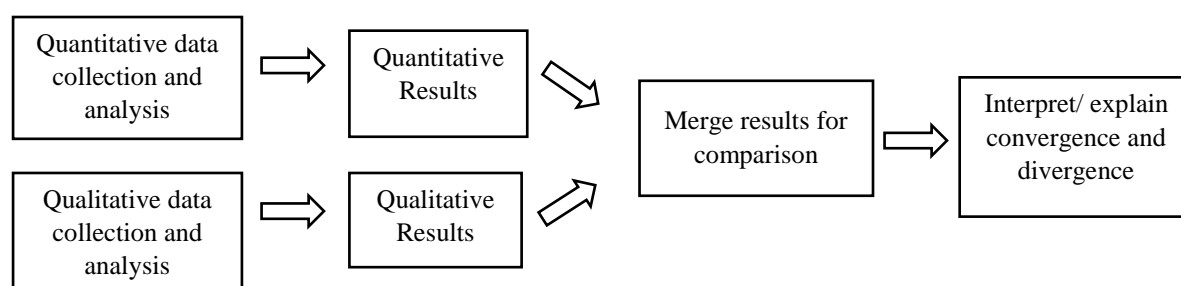 Quantitative data
collection and
analysis
Quantitative
Results
Qualitative data
collection and
analysis
Qualitative
Results
Merge results for
comparison
Interpret/ explain
convergence and
divergence